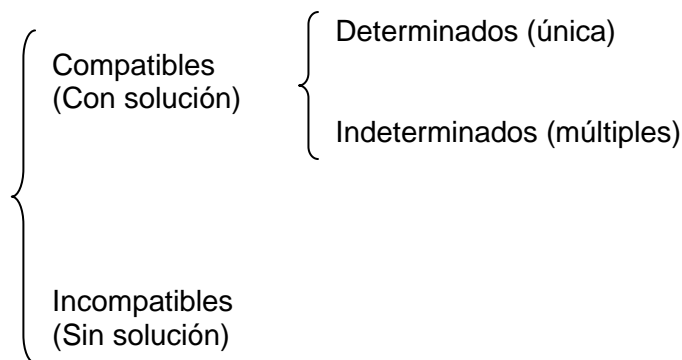 Determinados (única)
Compatibles
(Con solución)
Indeterminados (múltiples)
Incompatibles
(Sin solución)